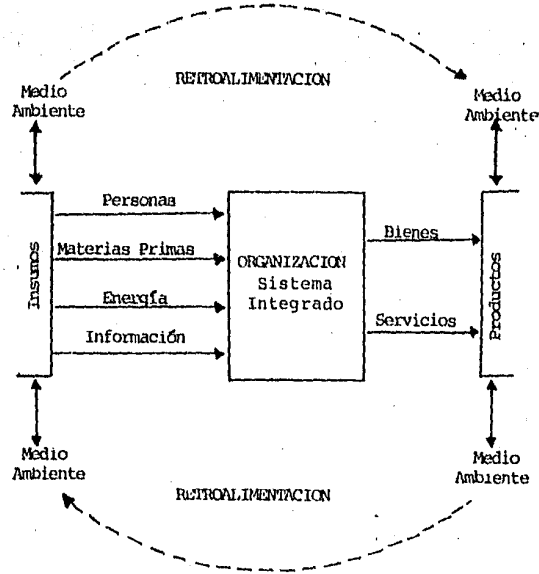 RETROALIMENTACION
Medio
Ambiente
Medio
Ambiente
Personas
Materias Primas
Energía
Información
Insumos
ORGANIZACION
Sistema
Integrado
Bienes
Servicios
Productos
Medio
Ambiente
Medio
Ambiente
RETROALIMENTACION